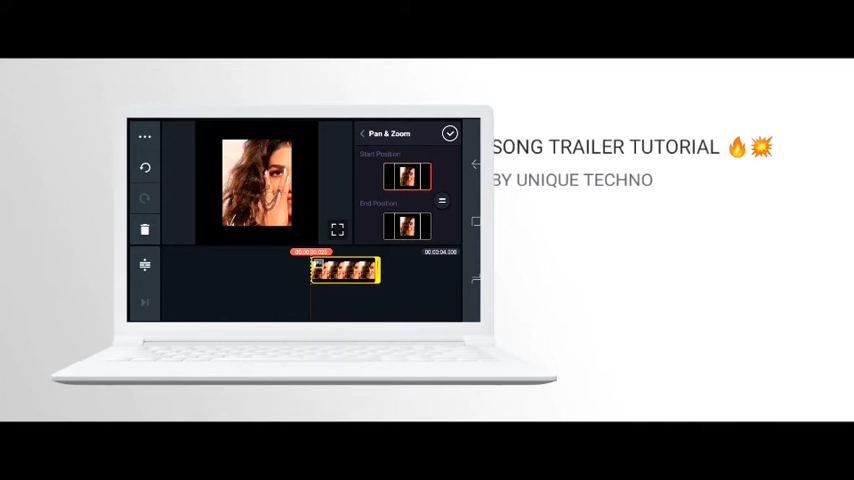 Pan & Zoom
Start Position
End Position
00:00:04.000
SONG TRAILER TUTORIAL 🔥💥
BY UNIQUE TECHNO